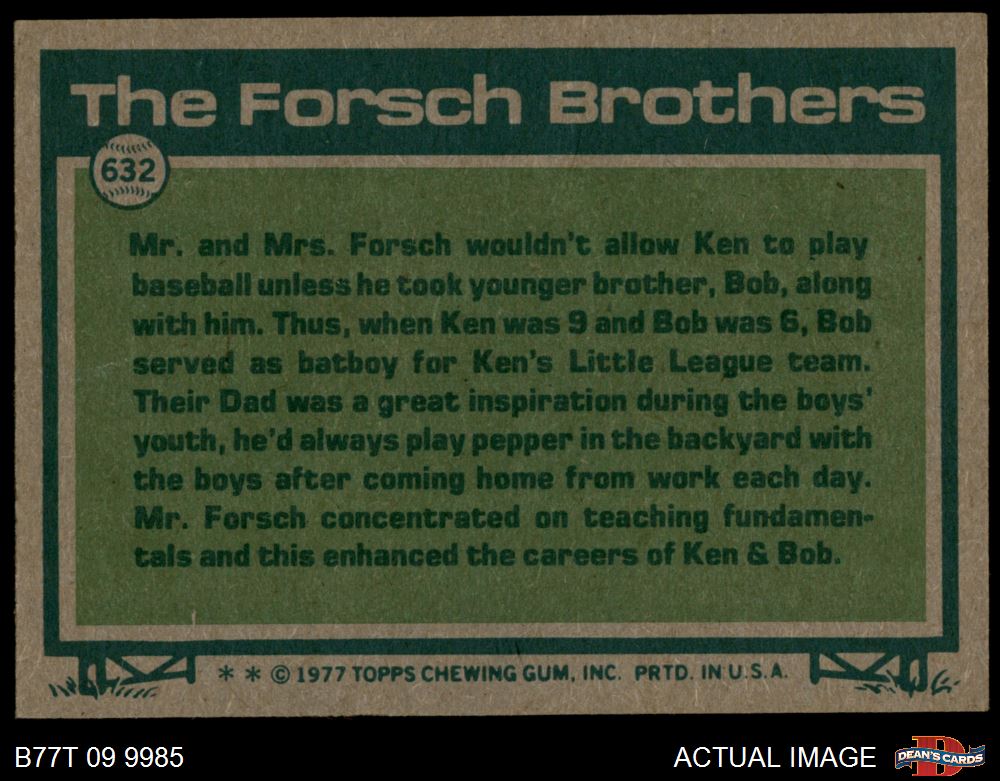 The Forsch Brothers
632
Mr. and Mrs. Forsch wouldn't allow Ken to play
baseball unless he took younger brother, Bob, along
with him. Thus, when Ken was 9 and Bob was 6, Bob
served as batboy for Ken's Little League team.
Their Dad was a great inspiration during the boys'
youth, he'd always play pepper in the backyard with
the boys after coming home from work each day.
Mr. Forsch concentrated on teaching fundamen-
tals and this enhanced the careers of Ken & Bob.
* * © 1977 TOPPS CHEWING GUM, INC. PRTD. IN U.S.A.
B77T 09 9985
ACTUAL IMAGE
D
DEAN'S CARDS